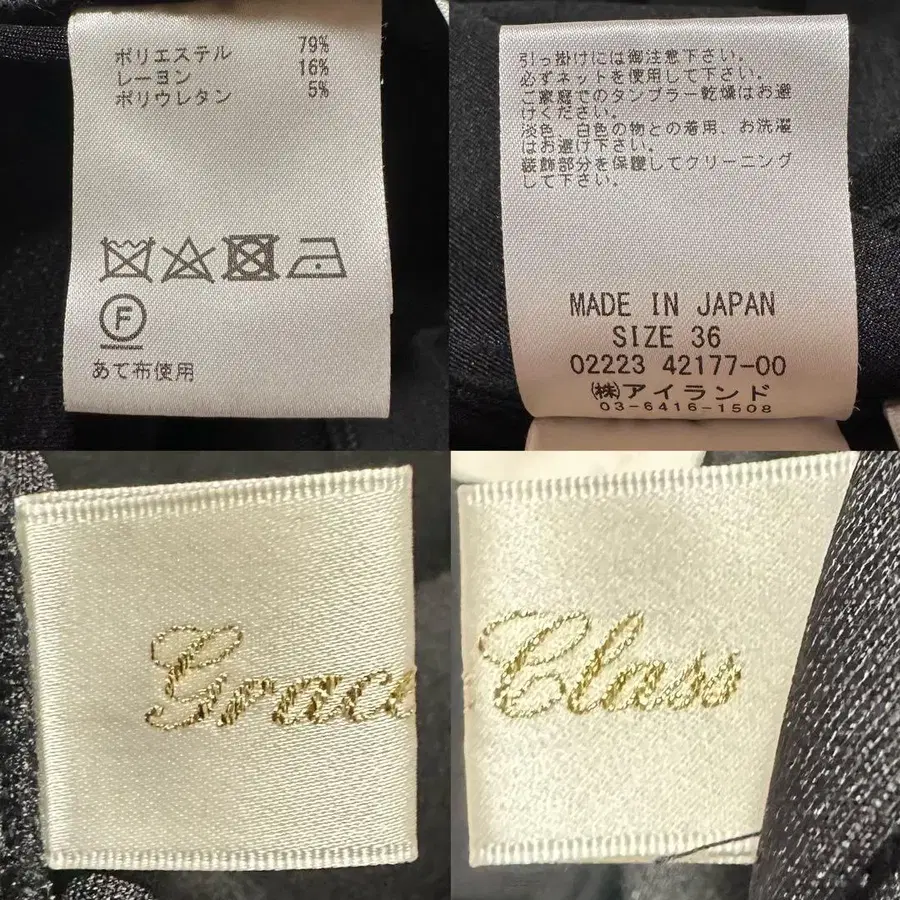 ポリエステル 79%
レーヨン 16%
ポリウレタン 5%
F
あて布使用
引っ掛けには御注意下さい。
必ずネットを使用して下さい。
ご家庭でのタンブラー乾燥はお避
けください。
淡色、白色の物との着用、お洗濯
はお避け下さい。
装飾部分を保護してクリーニング
して下さい。
MADE IN JAPAN
SIZE 36
02223 42177-00
㈱アイランド
03-6416-1508
Grace Class